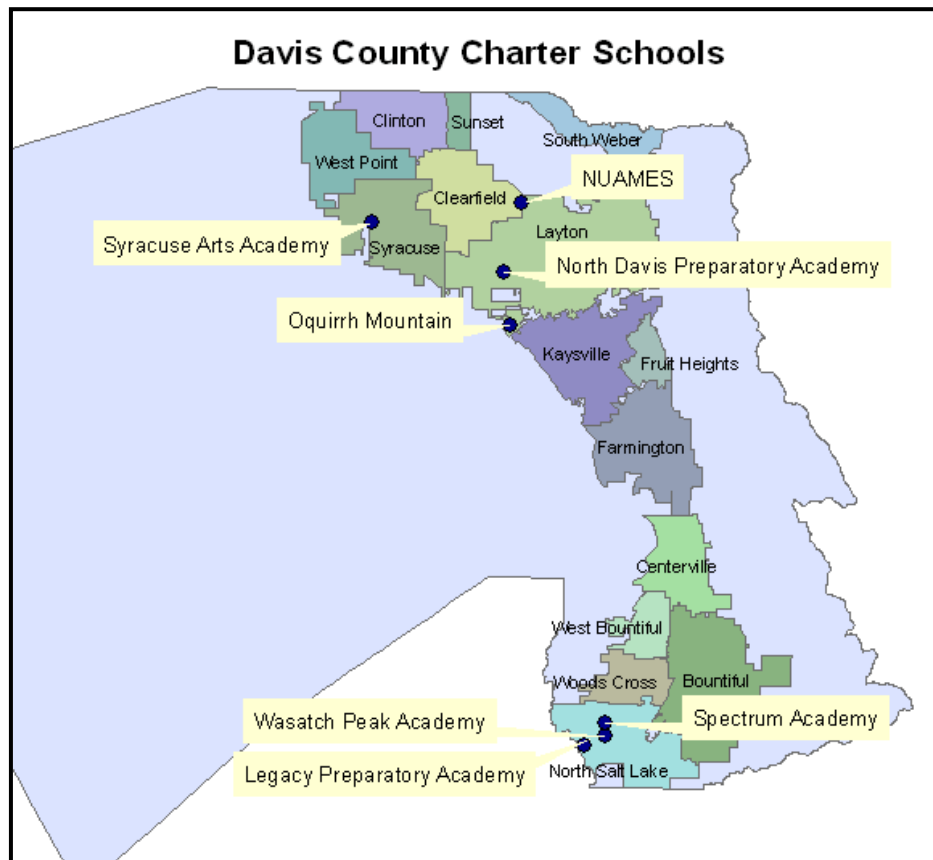 Davis County Charter Schools
Clinton
Sunset
South Weber
West Point
NUAMES
Clearfield
Layton
Syracuse Arts Academy
Syracuse
North Davis Preparatory Academy
Oquirrh Mountain
Kaysville
Fruit Heights
Farmington
Centerville
West Bountiful
Woods Cross
Bountiful
Wasatch Peak Academy
Spectrum Academy
Legacy Preparatory Academy
North Salt Lake